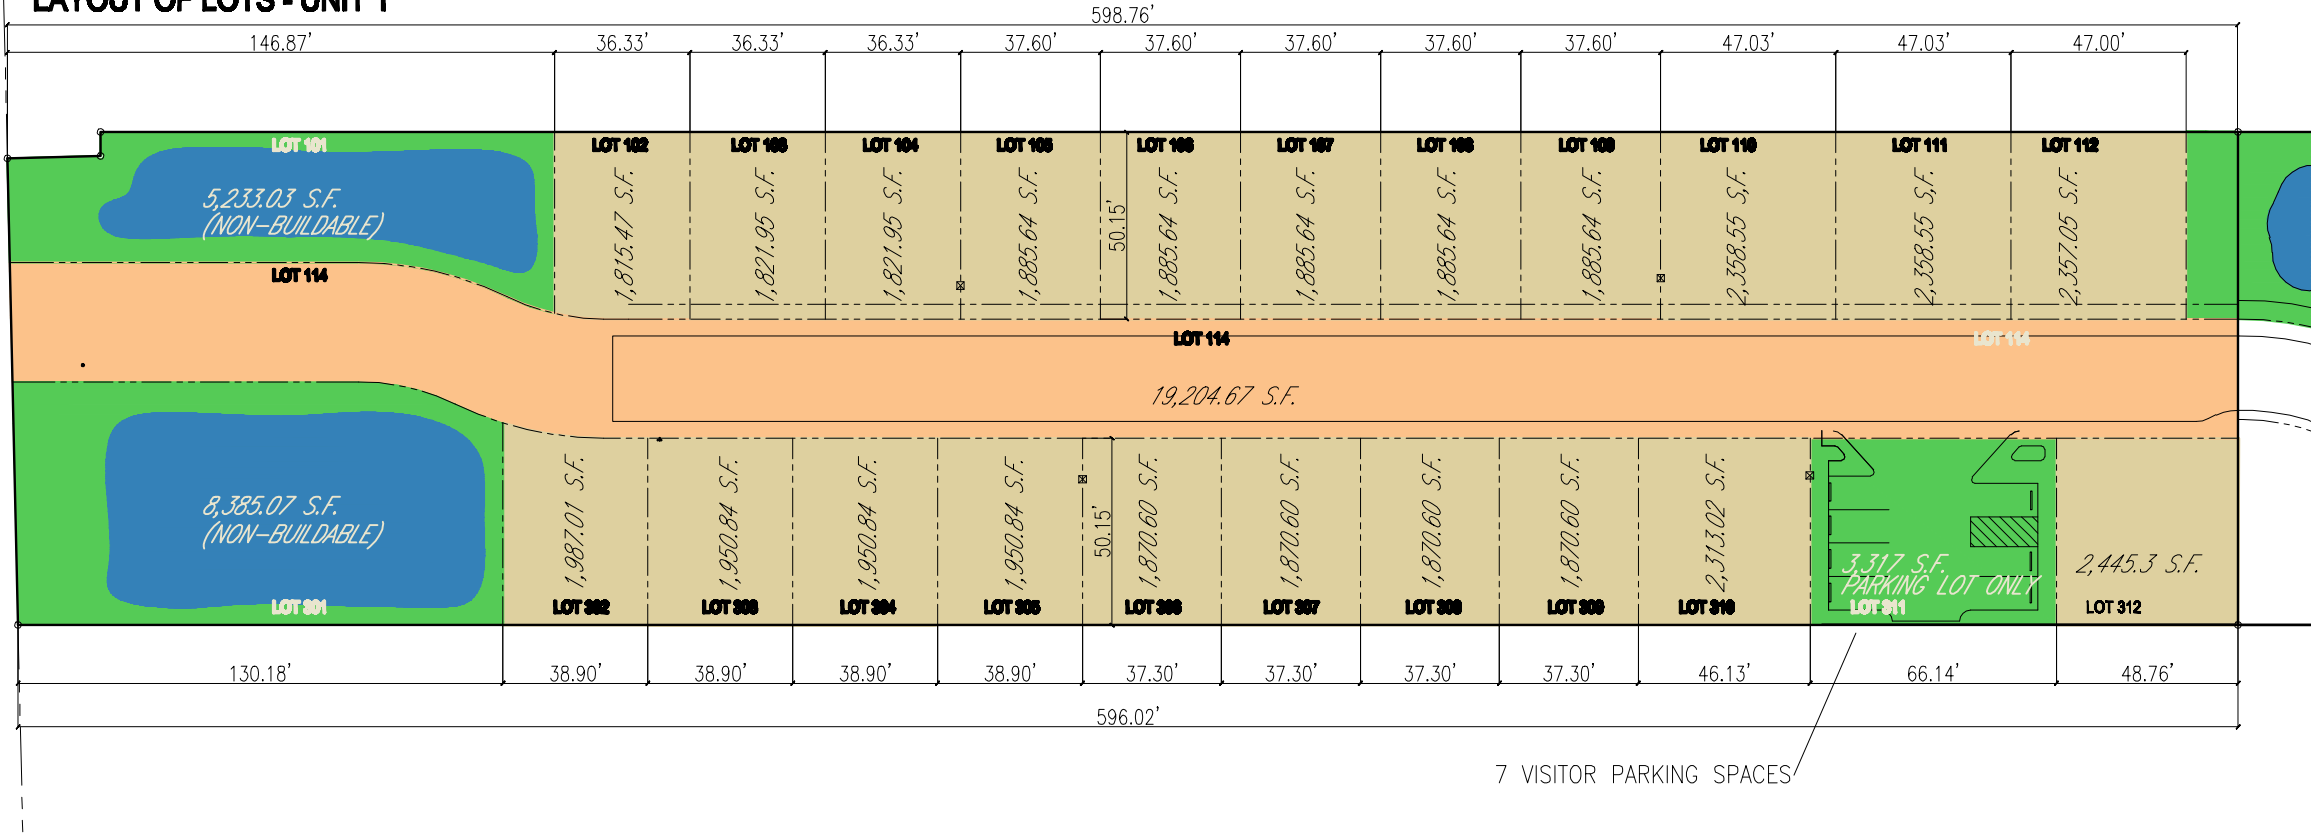 LAYOUT OF LOTS - UNIT 1
598.76'
146.87' 36.33' 36.33' 36.33' 37.60' 37.60' 37.60' 37.60' 37.60' 47.03' 47.03' 47.00'
LOT 101 LOT 102 LOT 103 LOT 104 LOT 105 LOT 106 LOT 107 LOT 108 LOT 109 LOT 110 LOT 111 LOT 112
5,233.03 S.F.
(NON-BUILDABLE)
1,815.47 S.F.
1,821.95 S.F.
1,821.95 S.F.
1,885.64 S.F.
50.15'
1,885.64 S.F.
1,885.64 S.F.
1,885.64 S.F.
1,885.64 S.F.
2,358.55 S.F.
2,358.55 S.F.
2,357.05 S.F.
LOT 114
LOT 114
LOT 114
19,204.67 S.F.
8,385.07 S.F.
(NON-BUILDABLE)
1,987.01 S.F.
1,950.84 S.F.
1,950.84 S.F.
1,950.84 S.F.
50.15'
1,870.60 S.F.
1,870.60 S.F.
1,870.60 S.F.
1,870.60 S.F.
2,313.02 S.F.
3,317 S.F.
PARKING LOT ONLY
2,445.3 S.F.
LOT 301 LOT 302 LOT 303 LOT 304 LOT 305 LOT 306 LOT 307 LOT 308 LOT 309 LOT 310 LOT 311 LOT 312
130.18' 38.90' 38.90' 38.90' 38.90' 37.30' 37.30' 37.30' 37.30' 46.13' 66.14' 48.76'
596.02'
7 VISITOR PARKING SPACES